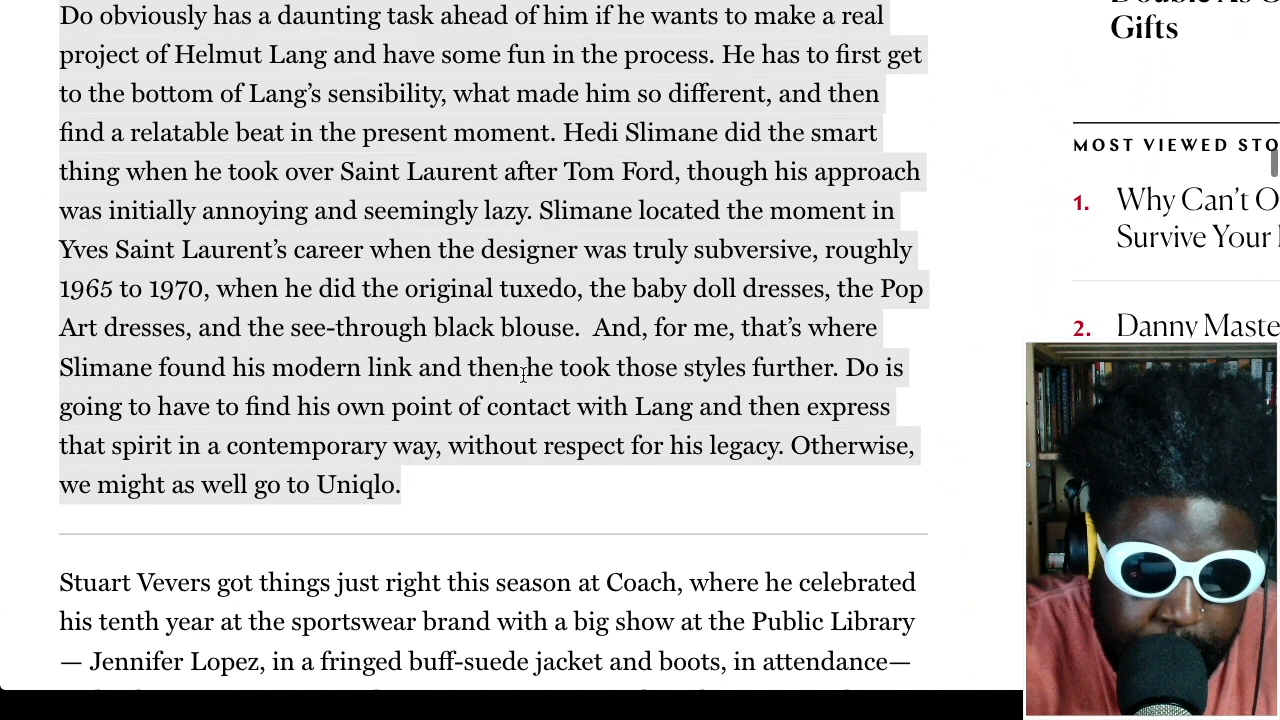 Do obviously has a daunting task ahead of him if he wants to make a real
project of Helmut Lang and have some fun in the process. He has to first get
to the bottom of Lang’s sensibility, what made him so different, and then
find a relatable beat in the present moment. Hedi Slimane did the smart
thing when he took over Saint Laurent after Tom Ford, though his approach
was initially annoying and seemingly lazy. Slimane located the moment in
Yves Saint Laurent’s career when the designer was truly subversive, roughly
1965 to 1970, when he did the original tuxedo, the baby doll dresses, the Pop
Art dresses, and the see-through black blouse. And, for me, that’s where
Slimane found his modern link and then he took those styles further. Do is
going to have to find his own point of contact with Lang and then express
that spirit in a contemporary way, without respect for his legacy. Otherwise,
we might as well go to Uniqlo.
Stuart Vevers got things just right this season at Coach, where he celebrated
his tenth year at the sportswear brand with a big show at the Public Library
— Jennifer Lopez, in a fringed buff-suede jacket and boots, in attendance—
Gifts
MOST VIEWED STO
1. Why Can’t O
Survive Your
2. Danny Maste